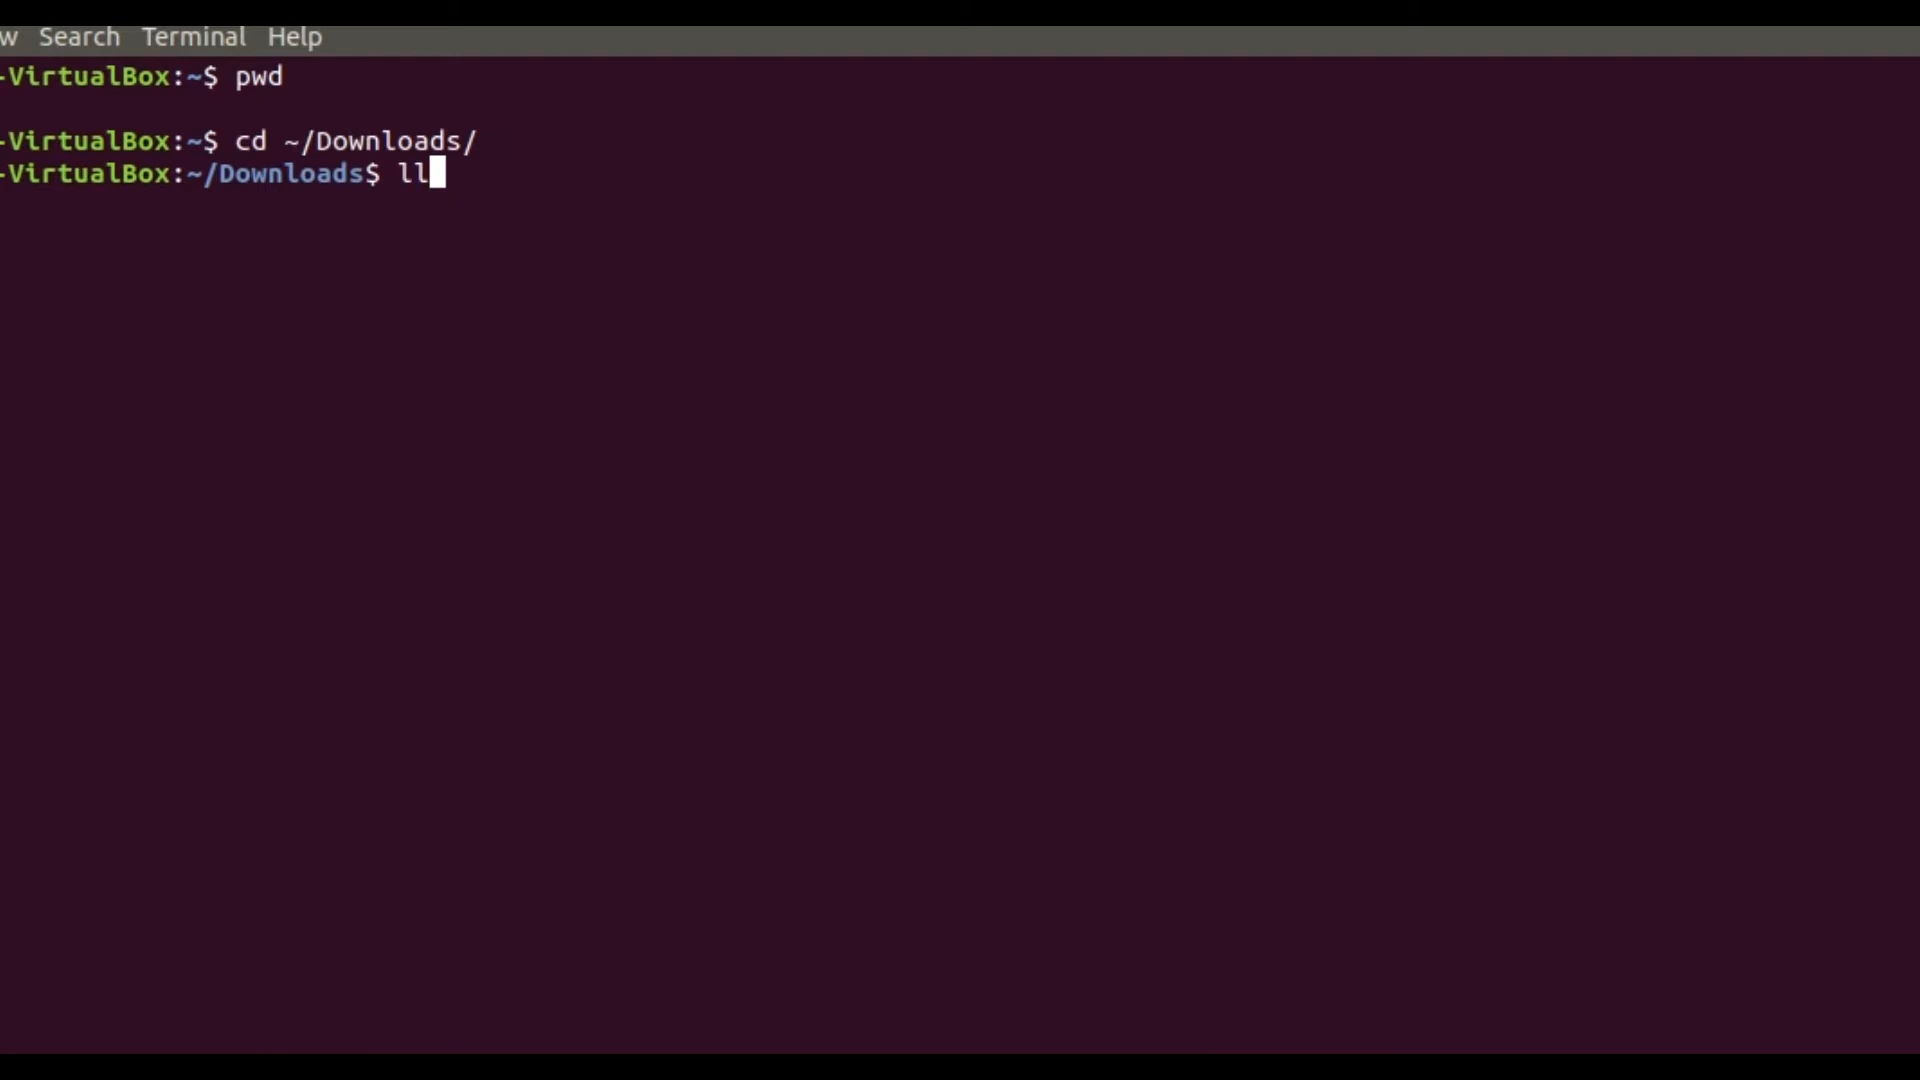 w Search Terminal Help
-VirtualBox:~$ pwd
-VirtualBox:~$ cd ~/Downloads/
-VirtualBox:~/Downloads$ ll